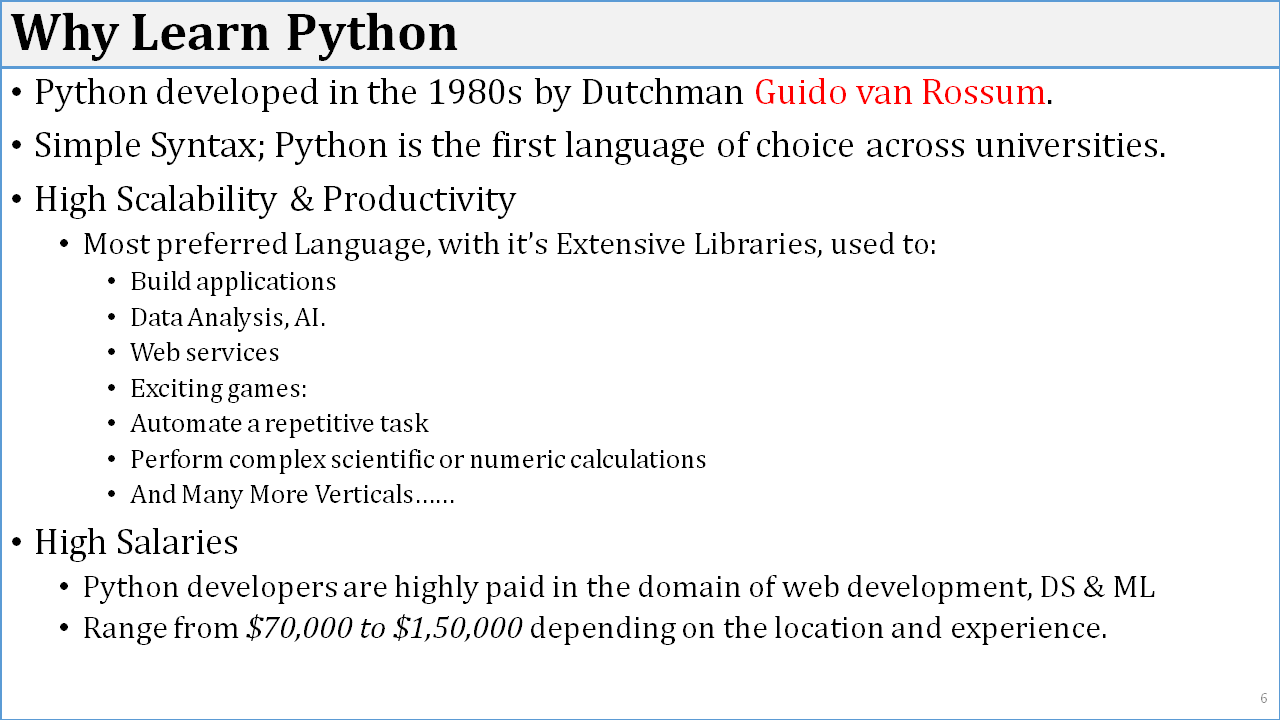 Why Learn Python
• Python developed in the 1980s by Dutchman Guido van Rossum.
• Simple Syntax; Python is the first language of choice across universities.
• High Scalability & Productivity
• Most preferred Language, with it’s Extensive Libraries, used to:
• Build applications
• Data Analysis, AI.
• Web services
• Exciting games:
• Automate a repetitive task
• Perform complex scientific or numeric calculations
• And Many More Verticals……
• High Salaries
• Python developers are highly paid in the domain of web development, DS & ML
• Range from $70,000 to $1,50,000 depending on the location and experience.
6